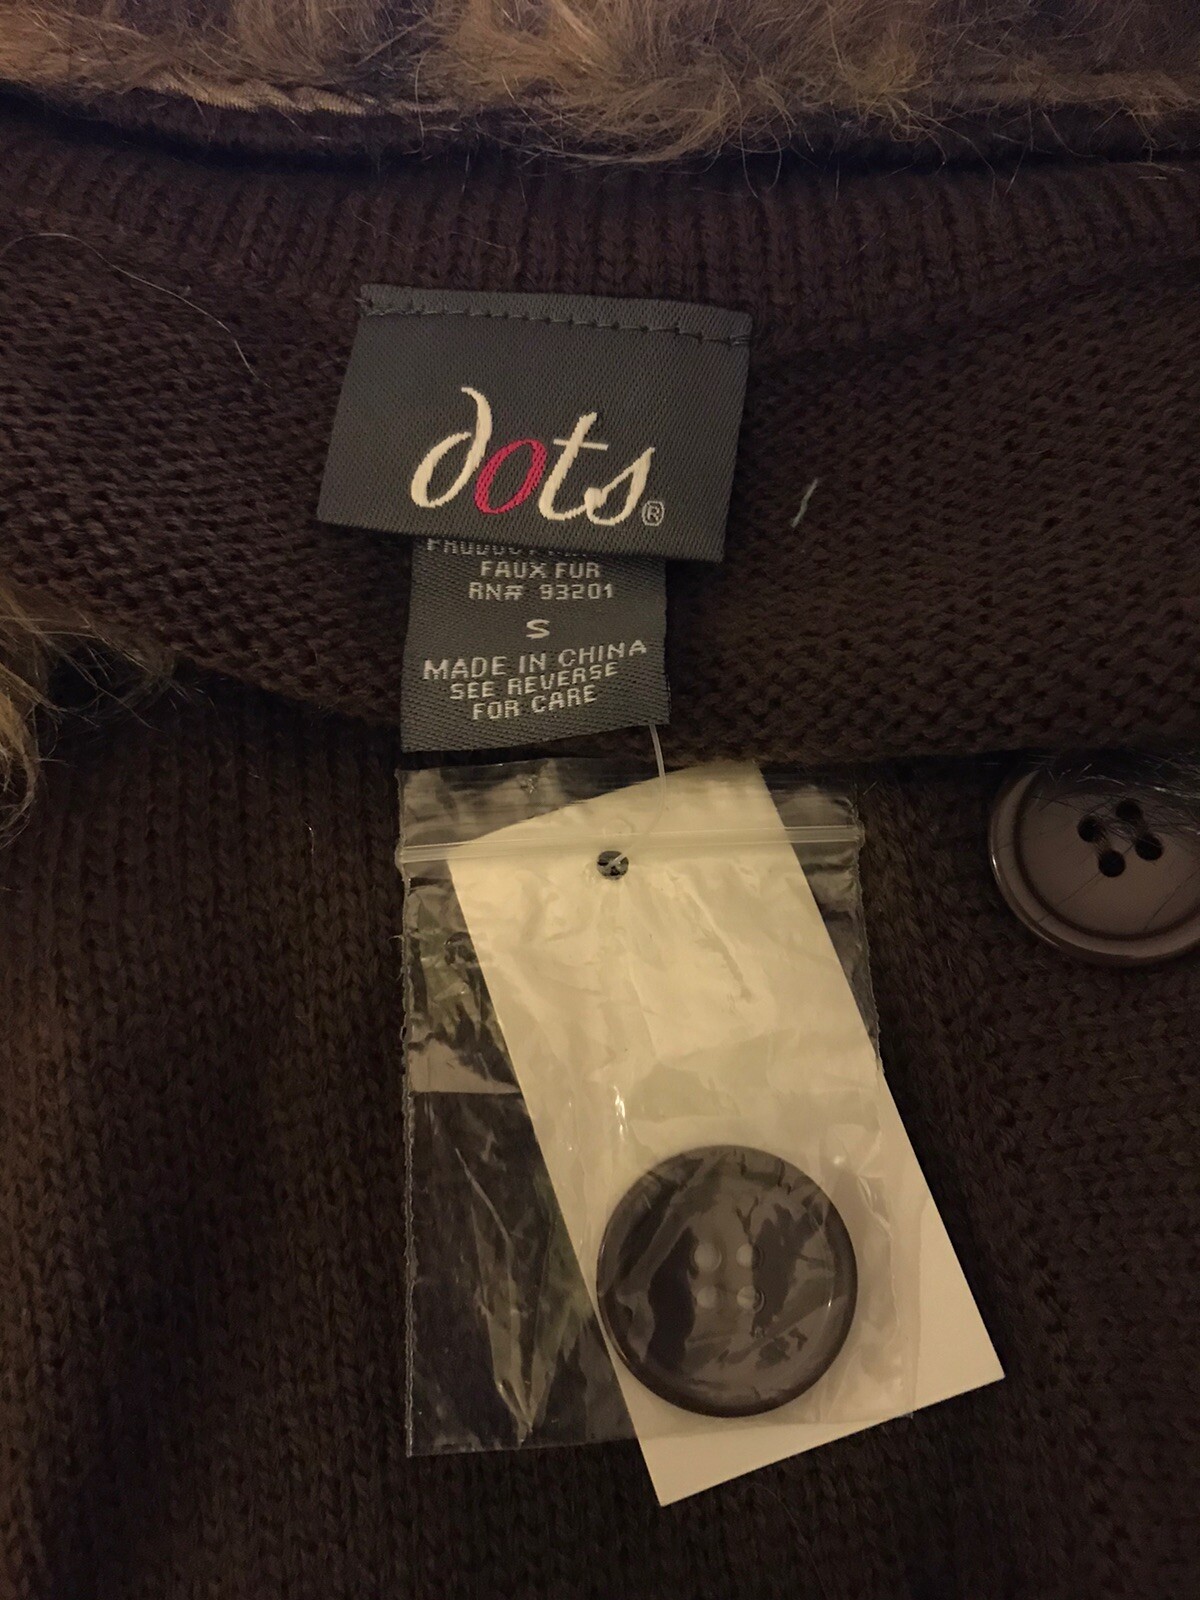 dots®
FAUX FUR
RN# 93201
S
MADE IN CHINA
SEE REVERSE
FOR CARE